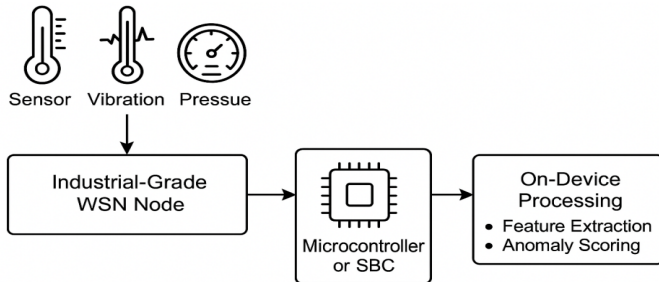 Sensor Vibration Pressue
Industrial-Grade
WSN Node
Microcontroller
or SBC
On-Device
Processing
• Feature Extraction
• Anomaly Scoring